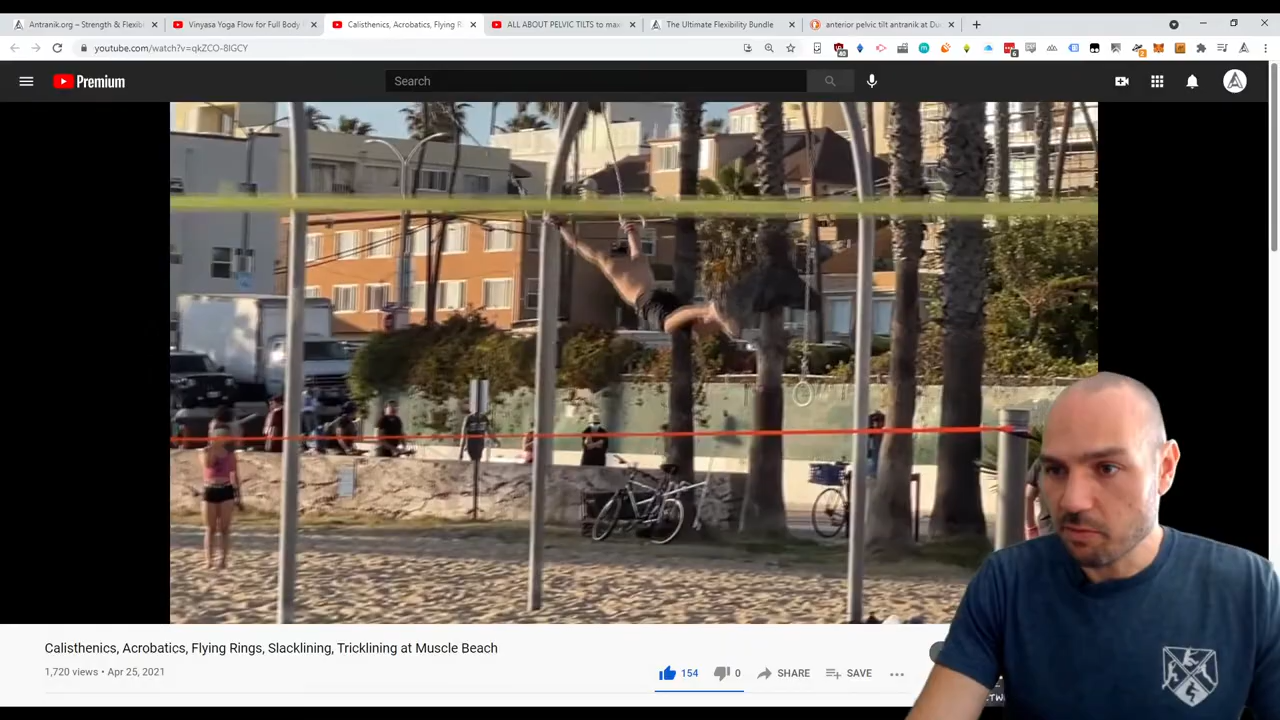 Antranik.org – Strength & Flexib
Vinyasa Yoga Flow for Full Body
Calisthenics, Acrobatics, Flying R
ALL ABOUT PELVIC TILTS to ma
The Ultimate Flexibility Bundle
anterior pelvic tilt antranik at Du
youtube.com/watch?v=qkZCO-8IGCY
Premium
Search
Calisthenics, Acrobatics, Flying Rings, Slacklining, Tricklining at Muscle Beach
1,720 views • Apr 25, 2021
154
0
SHARE
SAVE